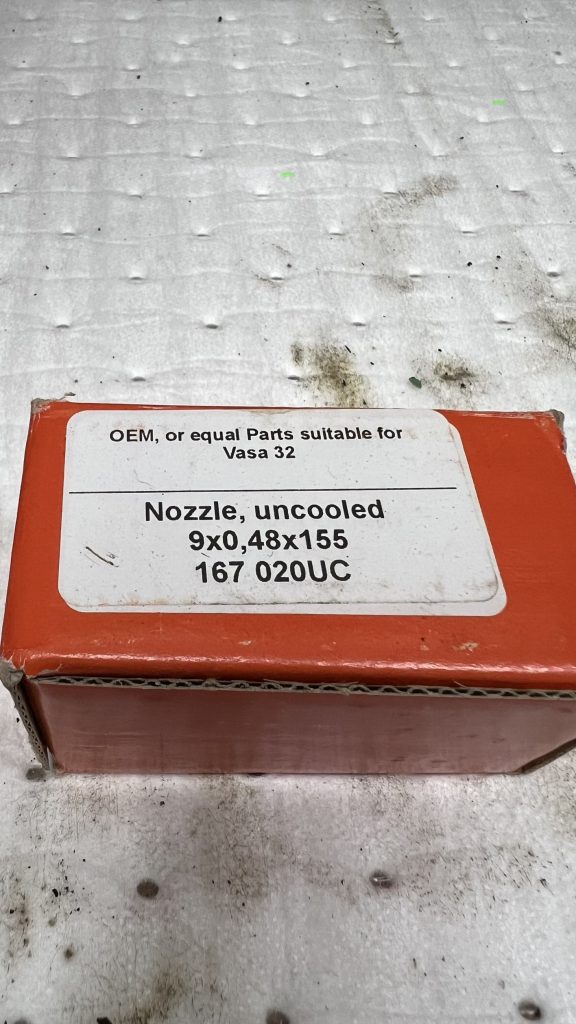 OEM, or equal Parts suitable for
Vasa 32
Nozzle, uncooled
9x0,48x155
167 020UC